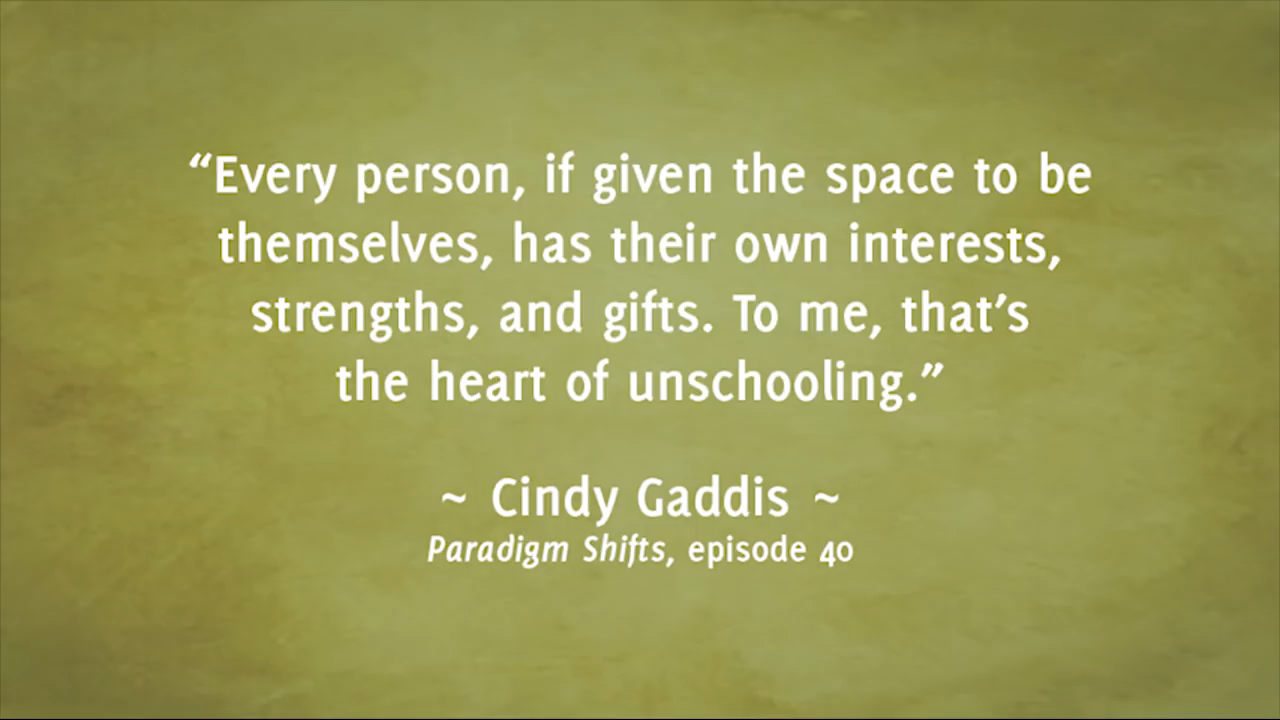 “Every person, if given the space to be
themselves, has their own interests,
strengths, and gifts. To me, that’s
the heart of unschooling.”
~ Cindy Gaddis ~
Paradigm Shifts, episode 40